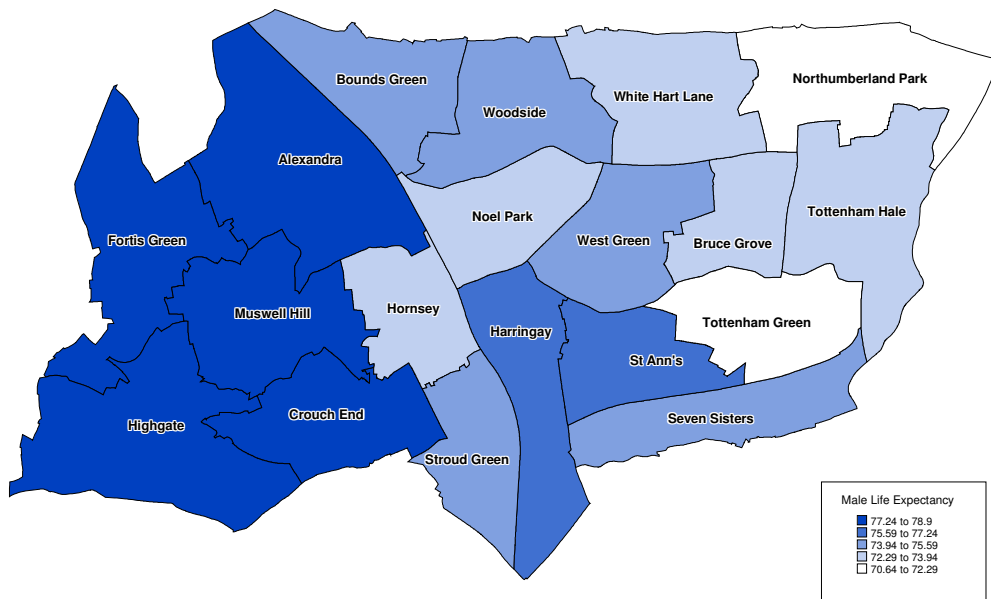 Bounds Green
Northumberland Park
White Hart Lane
Woodside
Alexandra
Noel Park
Tottenham Hale
Fortis Green
West Green
Bruce Grove
Hornsey
Muswell Hill
Tottenham Green
Harringay
St Ann's
Crouch End
Seven Sisters
Highgate
Stroud Green
Male Life Expectancy
77.24 to 78.9
75.59 to 77.24
73.94 to 75.59
72.29 to 73.94
70.64 to 72.29